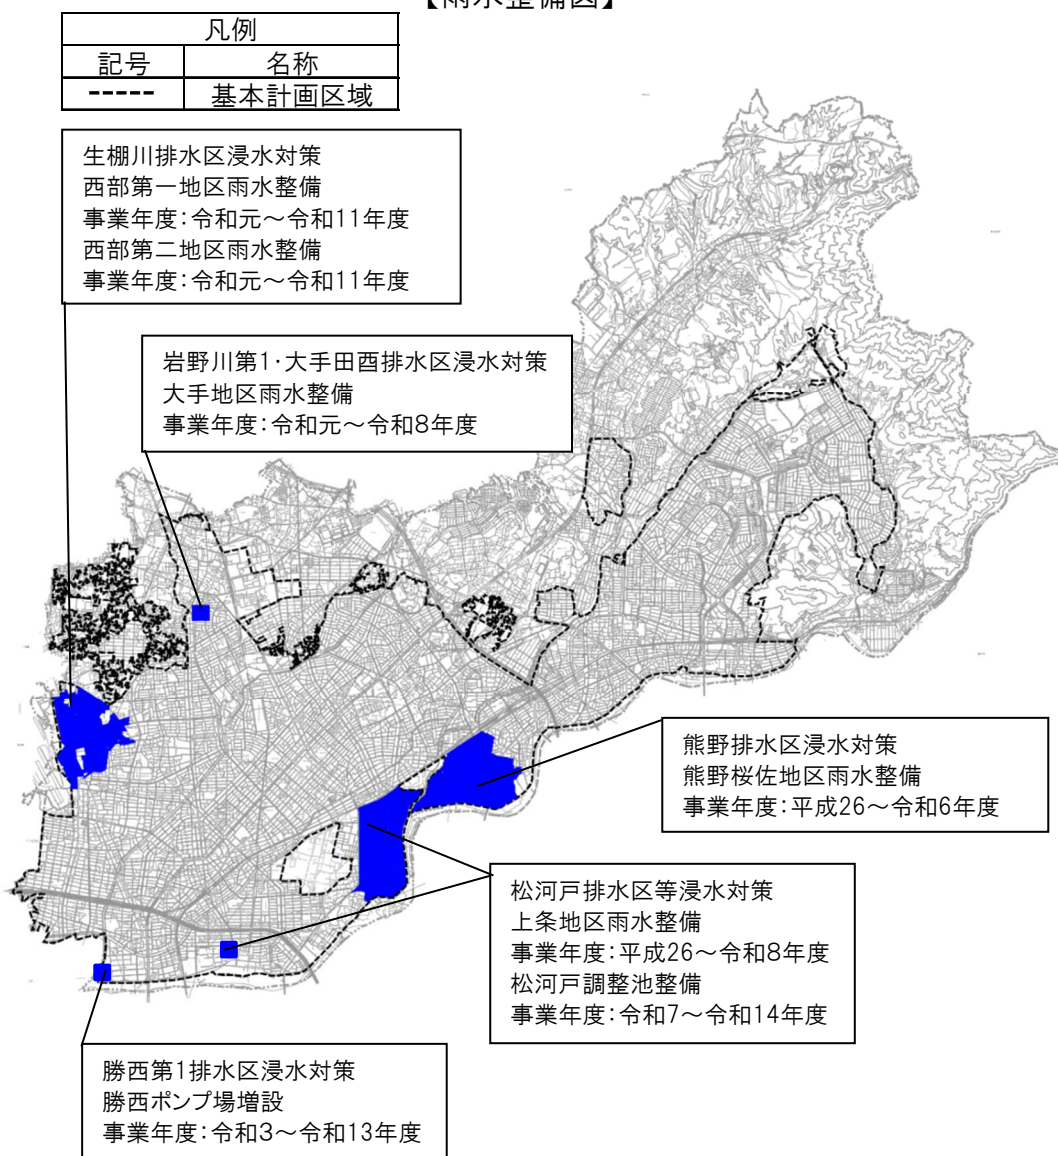 【雨水整備図】
凡例
記号 名称
----- 基本計画区域
生棚川排水区浸水対策
西部第一地区雨水整備
事業年度：令和元～令和11年度
西部第二地区雨水整備
事業年度：令和元～令和11年度
岩野川第1・大手田酉排水区浸水対策
大手地区雨水整備
事業年度：令和元～令和8年度
熊野排水区浸水対策
熊野桜佐地区雨水整備
事業年度：平成26～令和6年度
松河戸排水区等浸水対策
上条地区雨水整備
事業年度：平成26～令和8年度
松河戸調整池整備
事業年度：令和7～令和14年度
勝西第1排水区浸水対策
勝西ポンプ場増設
事業年度：令和3～令和13年度